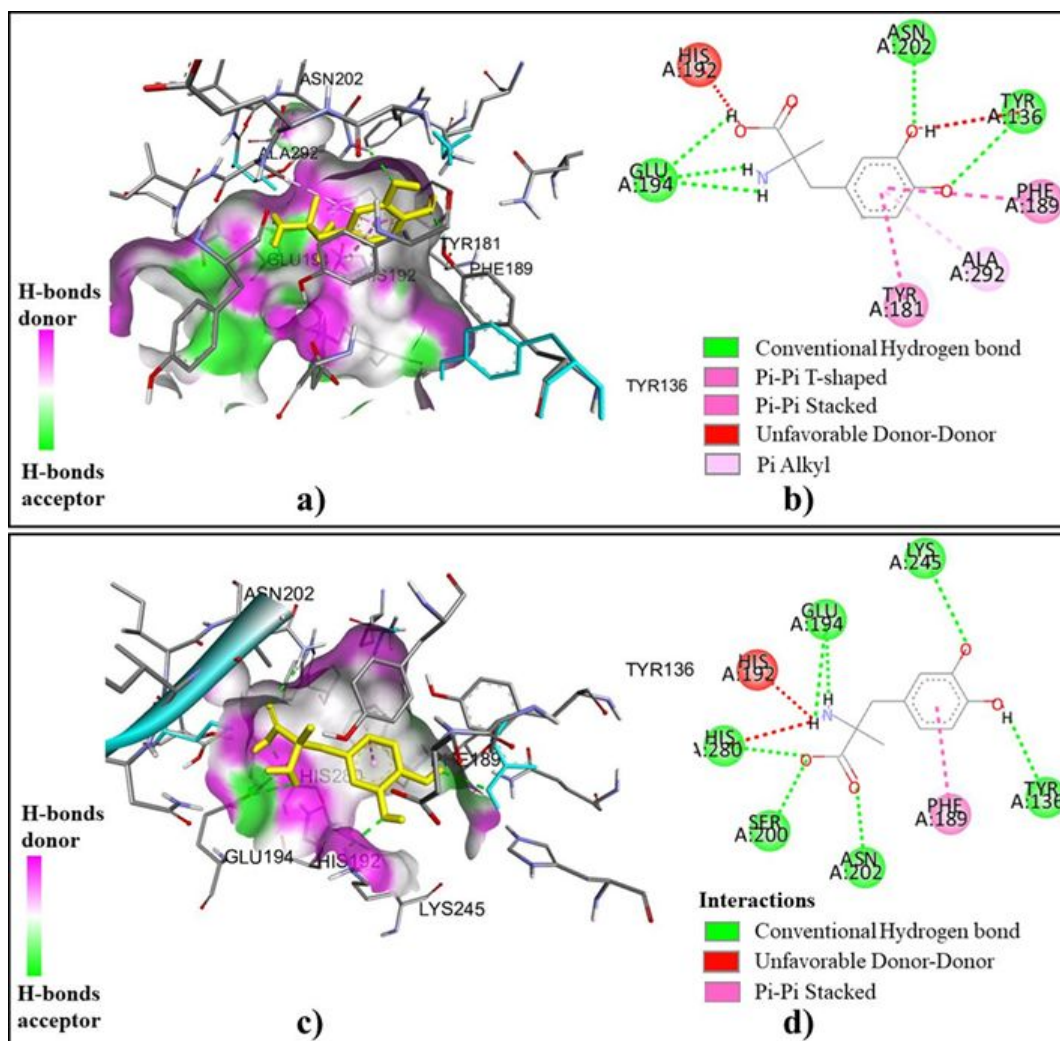 ASN202
ALA292
GLU194
HIS192
TYR181
PHE189
TYR136
H-bonds
donor
H-bonds
acceptor
a)
HIS
A:192
ASN
A:202
TYR
A:136
GLU
A:194
H
O
O
H
H
N
O
H
O
PHE
A:189
ALA
A:292
TYR
A:181
Conventional Hydrogen bond
Pi-Pi T-shaped
Pi-Pi Stacked
Unfavorable Donor-Donor
Pi Alkyl
b)
ASN202
TYR136
HIS280
GLU194
HIS192
LYS245
H-bonds
donor
H-bonds
acceptor
c)
LYS
A:245
GLU
A:194
HIS
A:192
HIS
A:280
SER
A:200
ASN
A:202
PHE
A:189
TYR
A:136
H
N
H
O
O
O
O
H
Interactions
Conventional Hydrogen bond
Unfavorable Donor-Donor
Pi-Pi Stacked
d)